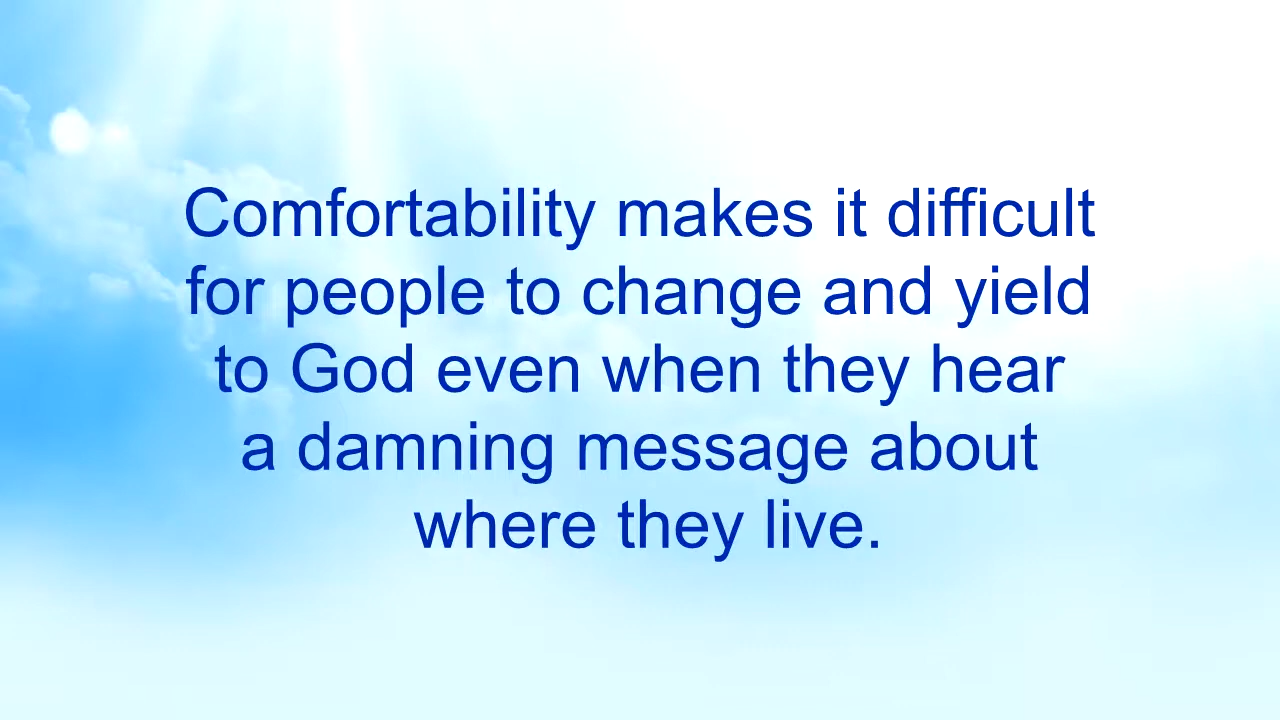 Comfortability makes it difficult
for people to change and yield
to God even when they hear
a damning message about
where they live.